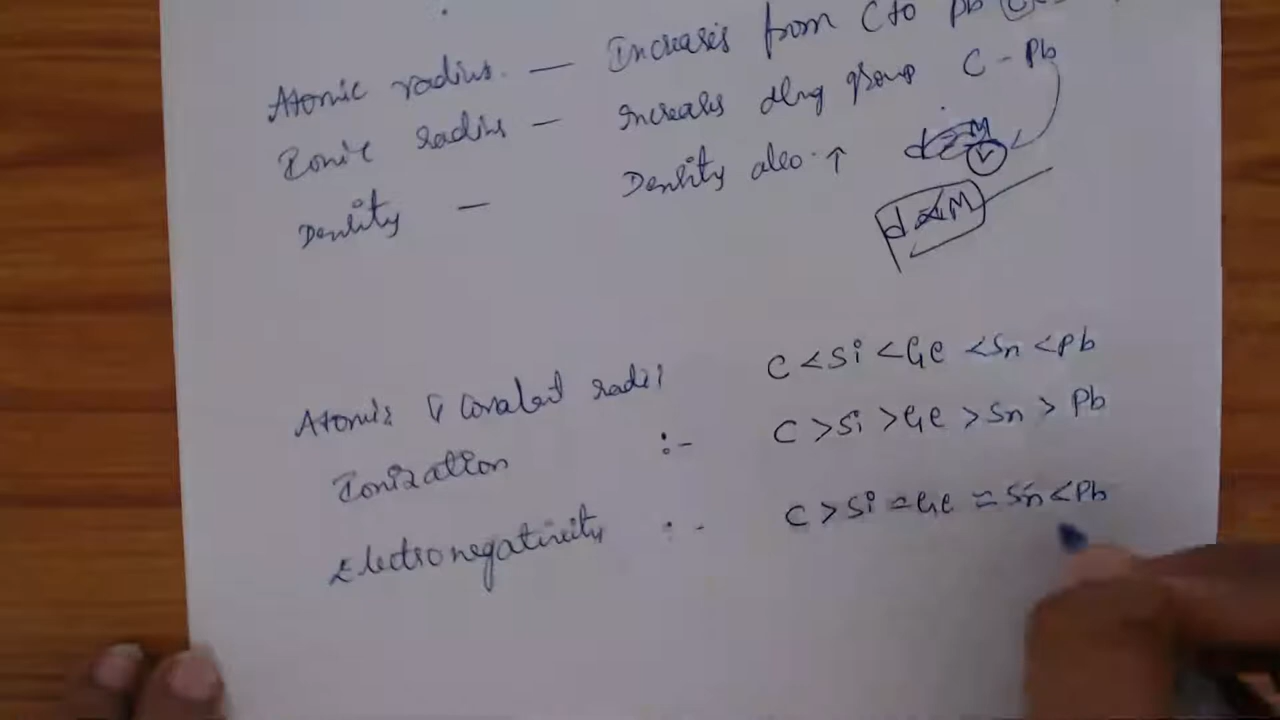 Atomic radius. — Increases from C to Pb
Ionic radius — Increases along group C - Pb
Density — Density also ↑ d = M/V
d ∝ M
Atomic & Covalent radii C < Si < Ge < Sn < Pb
Ionization :- C > Si > Ge > Sn > Pb
Electronegativity :- C > Si = Ge = Sn < Pb